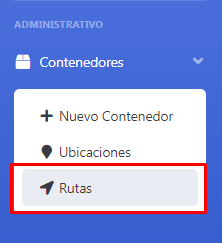 ADMINISTRATIVO
Contenedores
Nuevo Contenedor
Ubicaciones
Rutas